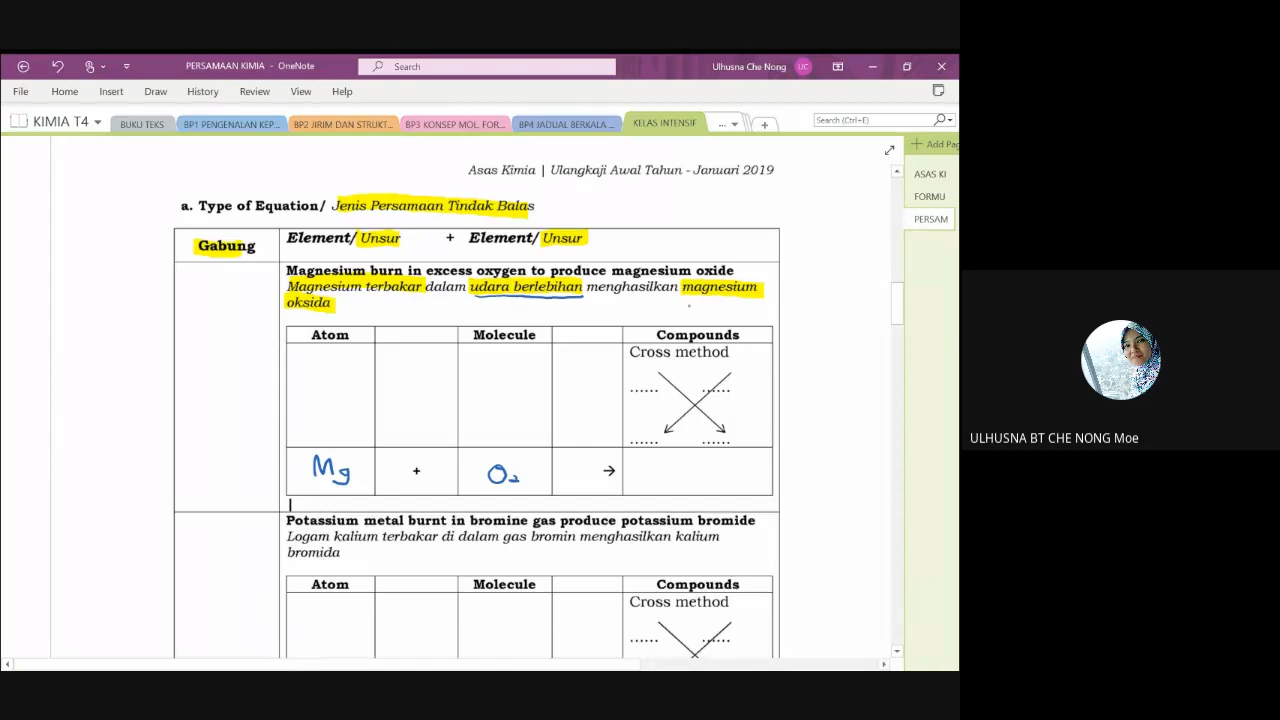 PERSAMAAN KIMIA - OneNote
Search
Ulhusna Che Nong
UC
File Home Insert Draw History Review View Help
KIMIA T4
BUKU TEKS
BP1 PENGENALAN KEP...
BP2 JIRIM DAN STRUKT...
BP3 KONSEP MOL, FOR...
BP4 JADUAL BERKALA ...
KELAS INTENSIF
...
Search (Ctrl+E)
Add Pag
ASAS KI
FORMU
PERSAM
Asas Kimia | Ulangkaji Awal Tahun - Januari 2019
a. Type of Equation/ Jenis Persamaan Tindak Balas
Gabung
Element/ Unsur + Element/ Unsur
Magnesium burn in excess oxygen to produce magnesium oxide
Magnesium terbakar dalam udara berlebihan menghasilkan magnesium
oksida
Atom Molecule Compounds
Cross method
...... ......
...... ......
Mg + O₂ →
Potassium metal burnt in bromine gas produce potassium bromide
Logam kalium terbakar di dalam gas bromin menghasilkan kalium
bromida
Atom Molecule Compounds
Cross method
...... ......
ULHUSNA BT CHE NONG Moe